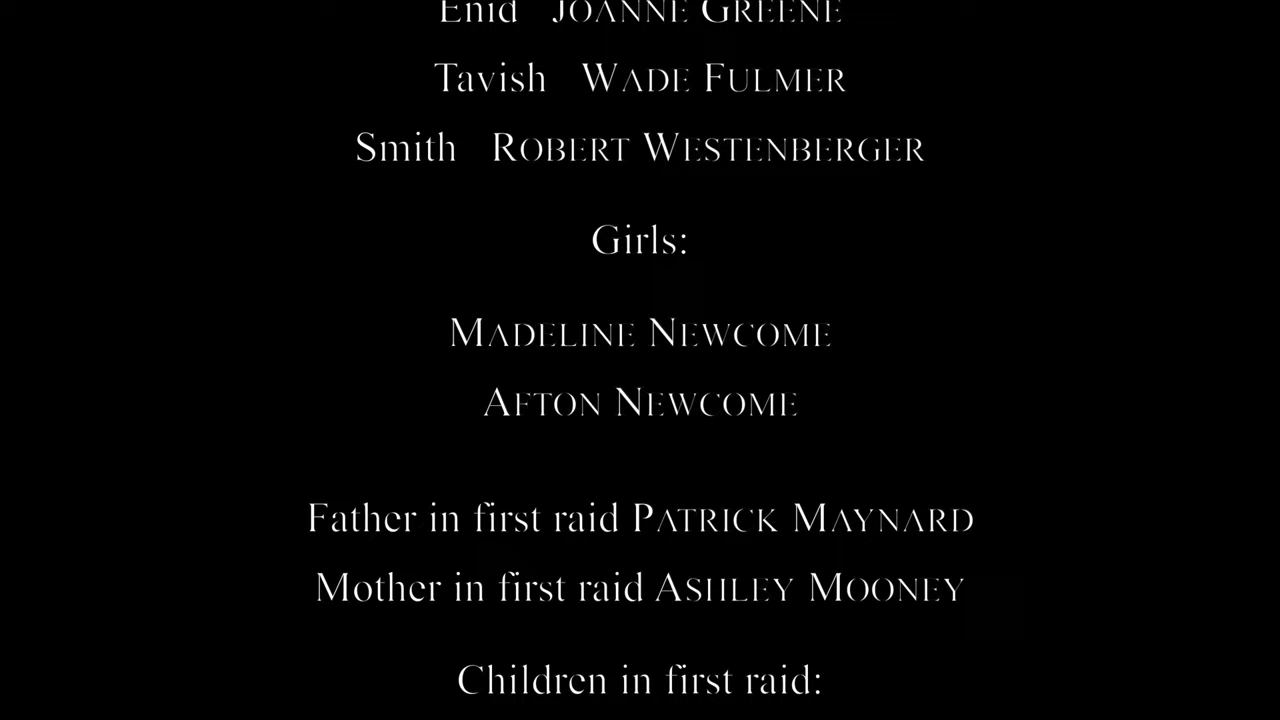 Enid JOANNE GREENE
Tavish WADE FULMER
Smith ROBERT WESTENBERGER
Girls:
MADELINE NEWCOME
AFTON NEWCOME
Father in first raid PATRICK MAYNARD
Mother in first raid ASHLEY MOONEY
Children in first raid: